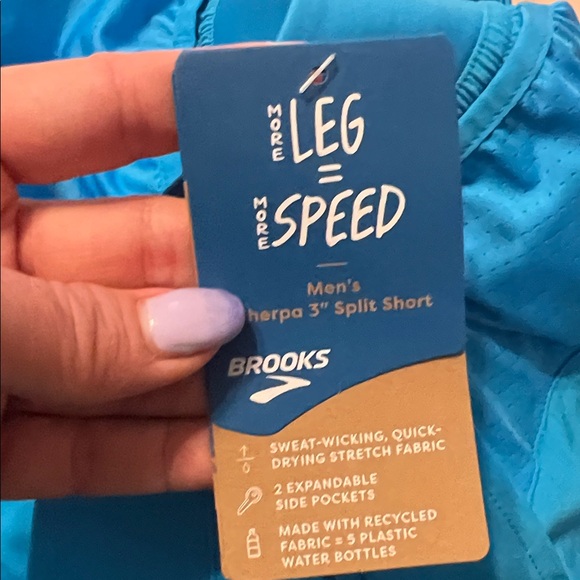 MORE LEG
=
MORE SPEED
Men's
herpa 3" Split Short
BROOKS
SWEAT-WICKING, QUICK-
DRYING STRETCH FABRIC
2 EXPANDABLE
SIDE POCKETS
MADE WITH RECYCLED
FABRIC = 5 PLASTIC
WATER BOTTLES